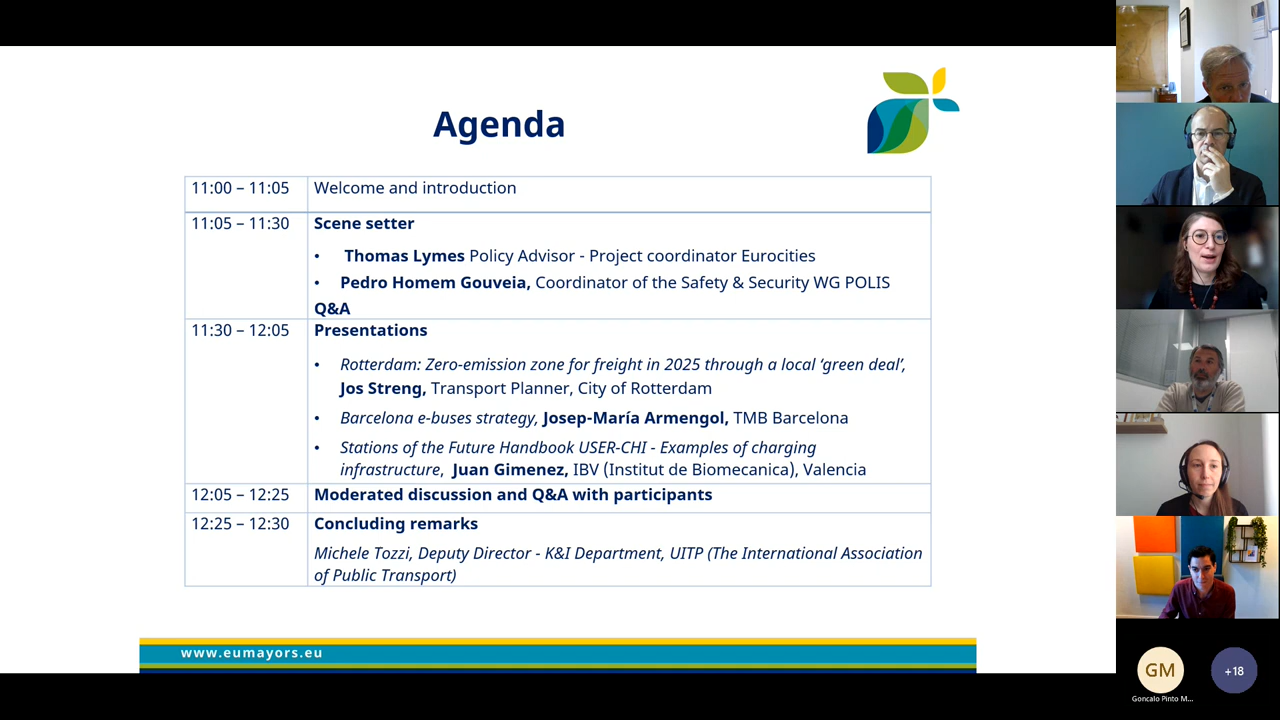 Agenda
11:00 – 11:05 Welcome and introduction
11:05 – 11:30 Scene setter
• Thomas Lymes Policy Advisor - Project coordinator Eurocities
• Pedro Homem Gouveia, Coordinator of the Safety & Security WG POLIS
Q&A
11:30 – 12:05 Presentations
• Rotterdam: Zero-emission zone for freight in 2025 through a local ‘green deal’,
Jos Streng, Transport Planner, City of Rotterdam
• Barcelona e-buses strategy, Josep-María Armengol, TMB Barcelona
• Stations of the Future Handbook USER-CHI - Examples of charging
infrastructure, Juan Gimenez, IBV (Institut de Biomecanica), Valencia
12:05 – 12:25 Moderated discussion and Q&A with participants
12:25 – 12:30 Concluding remarks
Michele Tozzi, Deputy Director - K&I Department, UITP (The International Association
of Public Transport)
www.eumayors.eu
GM
+18
Goncalo Pinto M...